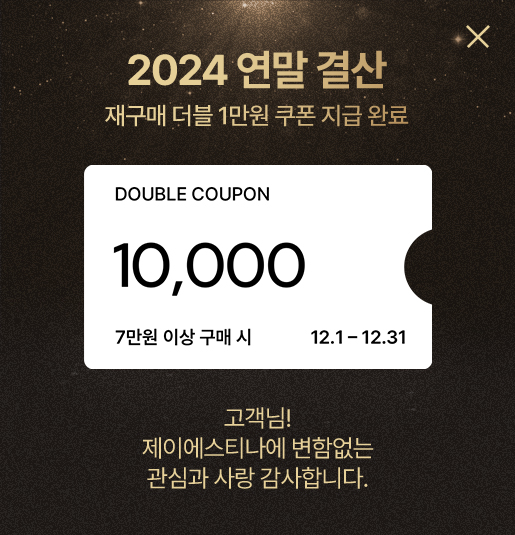 2024 연말 결산
재구매 더블 1만원 쿠폰 지급 완료
DOUBLE COUPON
10,000
7만원 이상 구매 시 12.1 – 12.31
고객님!
제이에스티나에 변함없는
관심과 사랑 감사합니다.